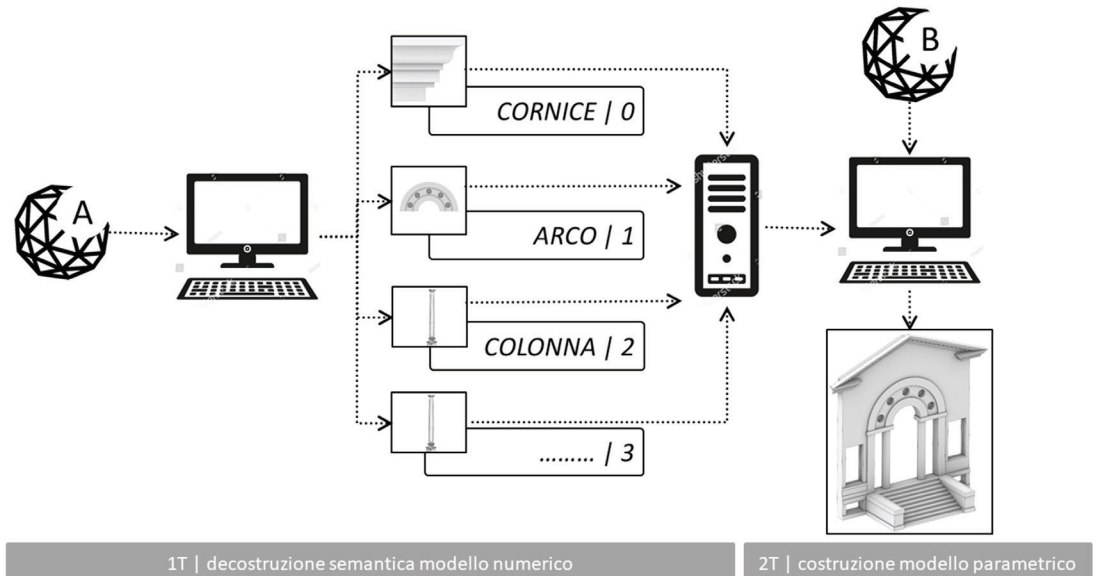 A
CORNICE | 0
ARCO | 1
COLONNA | 2
......... | 3
B
1T | decostruzione semantica modello numerico
2T | costruzione modello parametrico